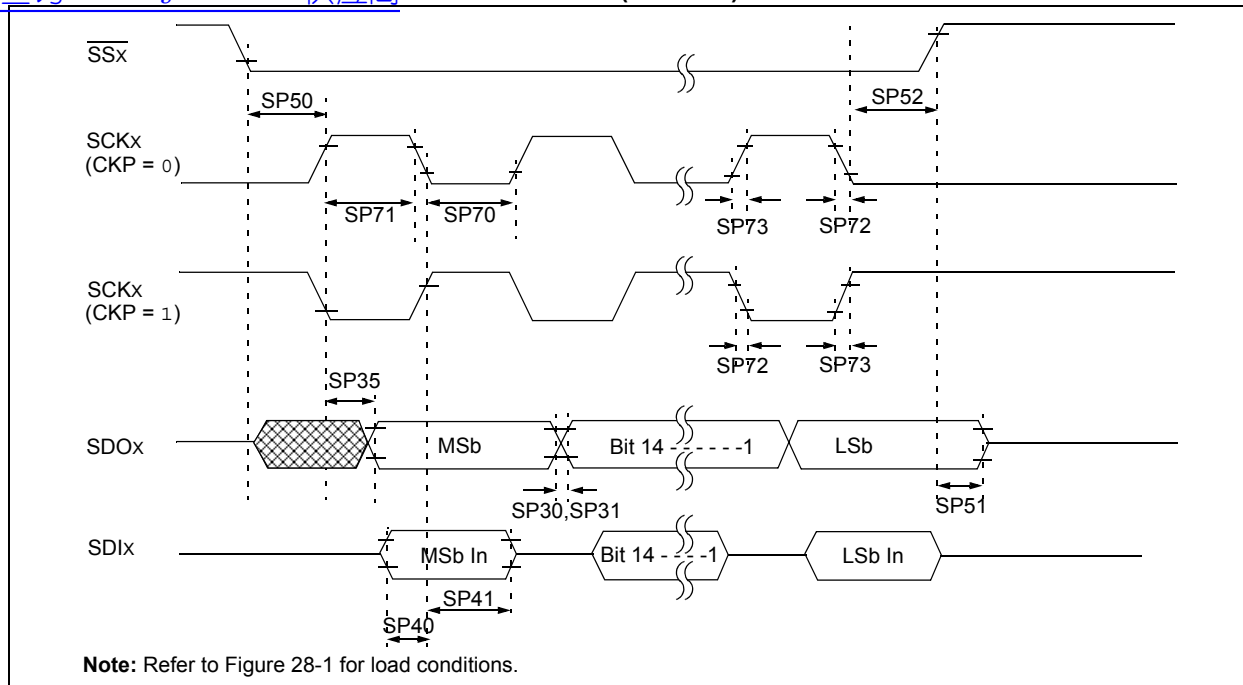 SSx
SP50
SP52
SCKx
(CKP = 0)
SP71
SP70
SP73
SP72
SCKx
(CKP = 1)
SP72
SP73
SP35
SDOx
MSb
Bit 14 - - - - - -1
LSb
SP30,SP31
SP51
SDIx
MSb In
Bit 14 - - - -1
LSb In
SP41
SP40
Note: Refer to Figure 28-1 for load conditions.